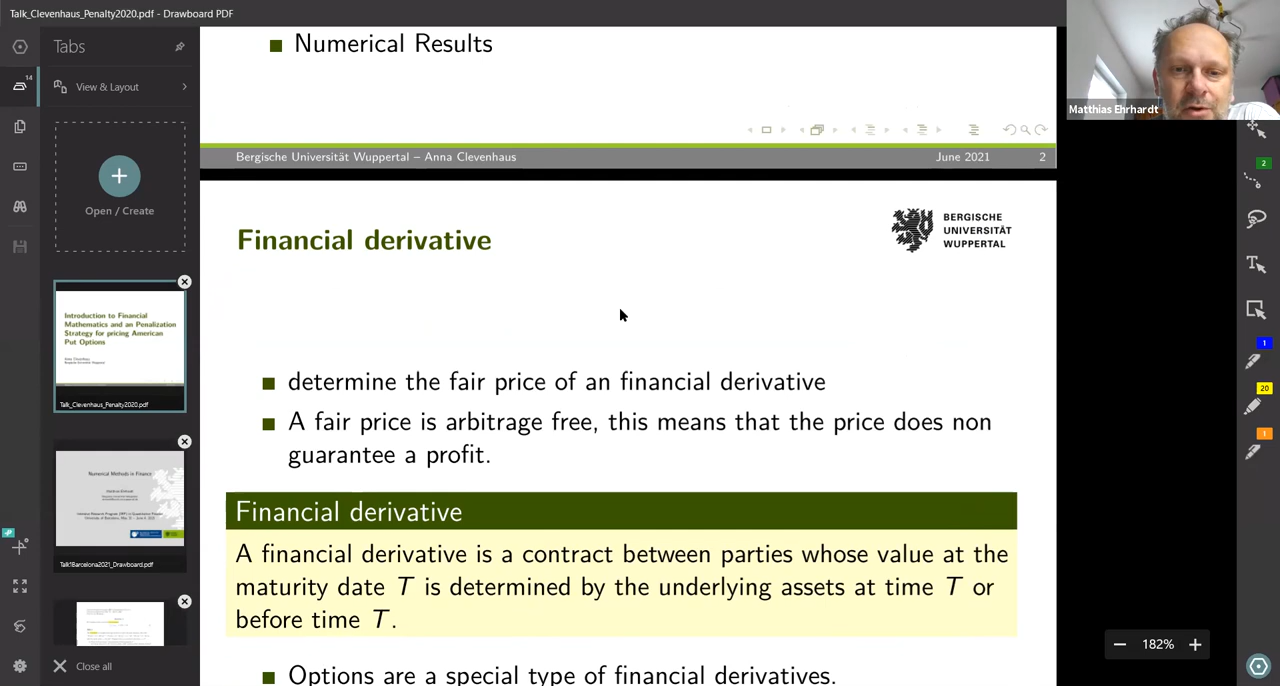 Talk_Clevenhaus_Penalty2020.pdf - Drawboard PDF
Tabs
14
View & Layout
Open / Create
Introduction to Financial
Mathematics and an Penalization
Strategy for pricing American
Put Options
Talk_Clevenhaus_Penalty2020.pdf
Numerical Methods in Finance
Talk1Barcelona2021_Drawboard.pdf
Close all
Numerical Results
Bergische Universität Wuppertal – Anna Clevenhaus
June 2021
2
Financial derivative
BERGISCHE
UNIVERSITÄT
WUPPERTAL
determine the fair price of an financial derivative
A fair price is arbitrage free, this means that the price does non
guarantee a profit.
Financial derivative
A financial derivative is a contract between parties whose value at the
maturity date T is determined by the underlying assets at time T or
before time T.
Options are a special type of financial derivatives.
182%
Matthias Ehrhardt
2
1
20
1